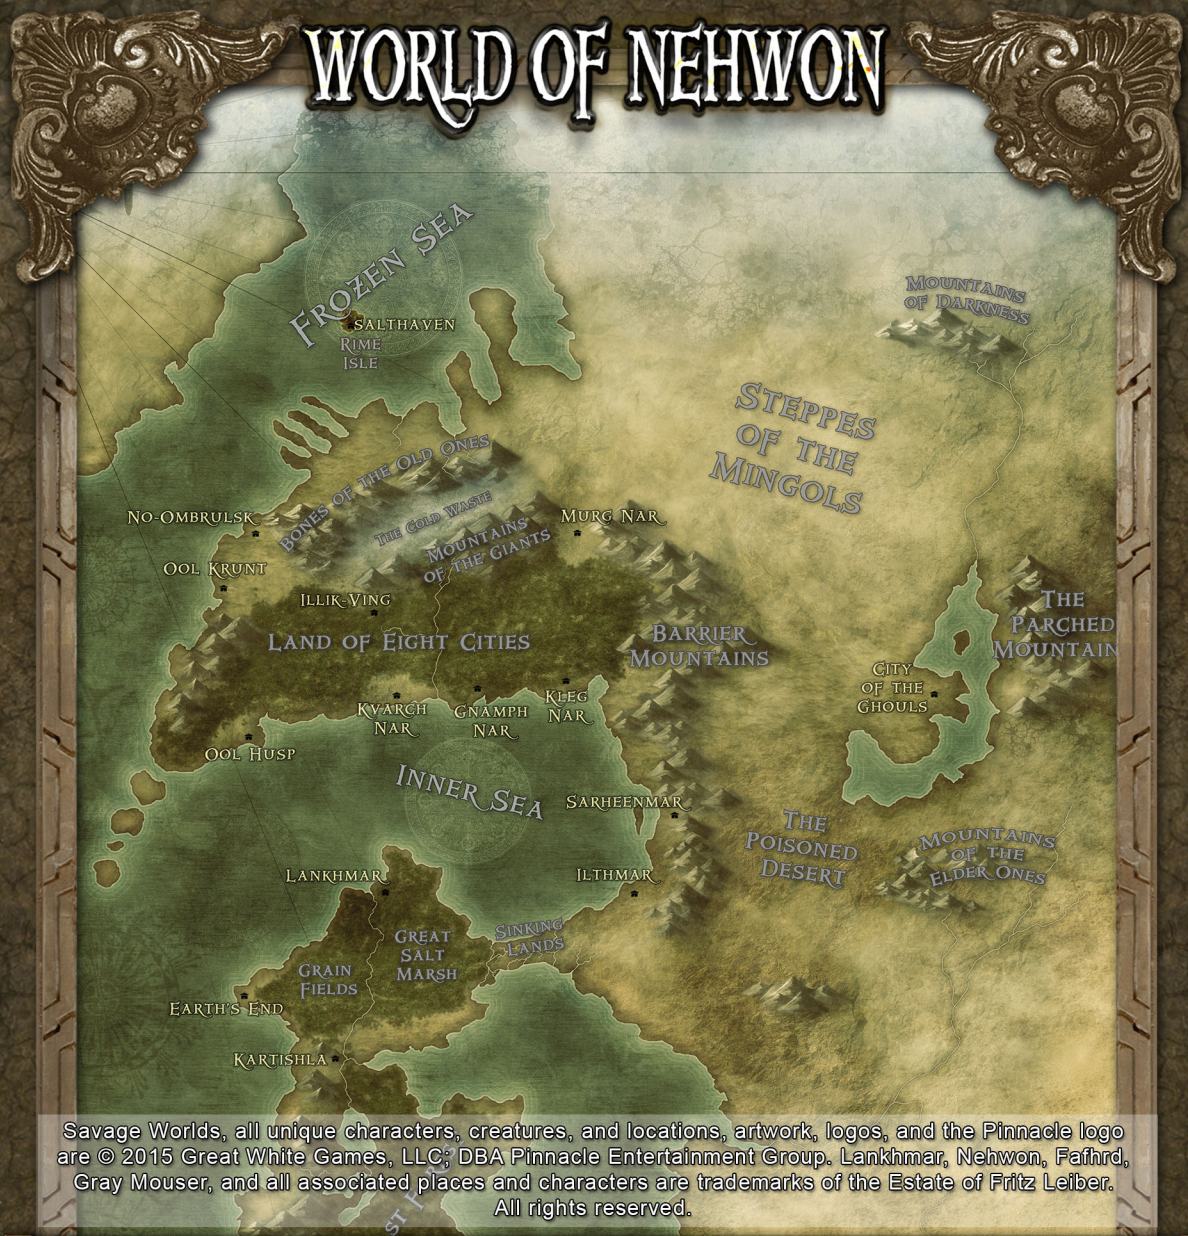 WORLD OF NEHWON
FROZEN SEA
SALTHAVEN
RIME
ISLE
MOUNTAINS
OF DARKNESS
STEPPES
OF THE
MINGOLS
BONES OF THE OLD ONES
THE COLD WASTE
MOUNTAINS
OF THE GIANTS
NO-OMBRULSK
MURG NAR
OOL KRUNT
ILLIK-VING
LAND OF EIGHT CITIES
BARRIER
MOUNTAINS
THE
PARCHED
MOUNTAIN
CITY
OF THE
GHOULS
KVARCH
NAR
GNAMPH
NAR
KLEG
NAR
OOL HUSP
INNER SEA
SARHEENMAR
THE
POISONED
DESERT
MOUNTAINS
OF THE
ELDER ONES
LANKHMAR
ILTHMAR
SINKING
LANDS
GREAT
SALT
MARSH
GRAIN
FIELDS
EARTH'S END
KARTISHLA
Savage Worlds, all unique characters, creatures, and locations, artwork, logos, and the Pinnacle logo
are © 2015 Great White Games, LLC; DBA Pinnacle Entertainment Group. Lankhmar, Nehwon, Fafhrd,
Gray Mouser, and all associated places and characters are trademarks of the Estate of Fritz Leiber.
All rights reserved.